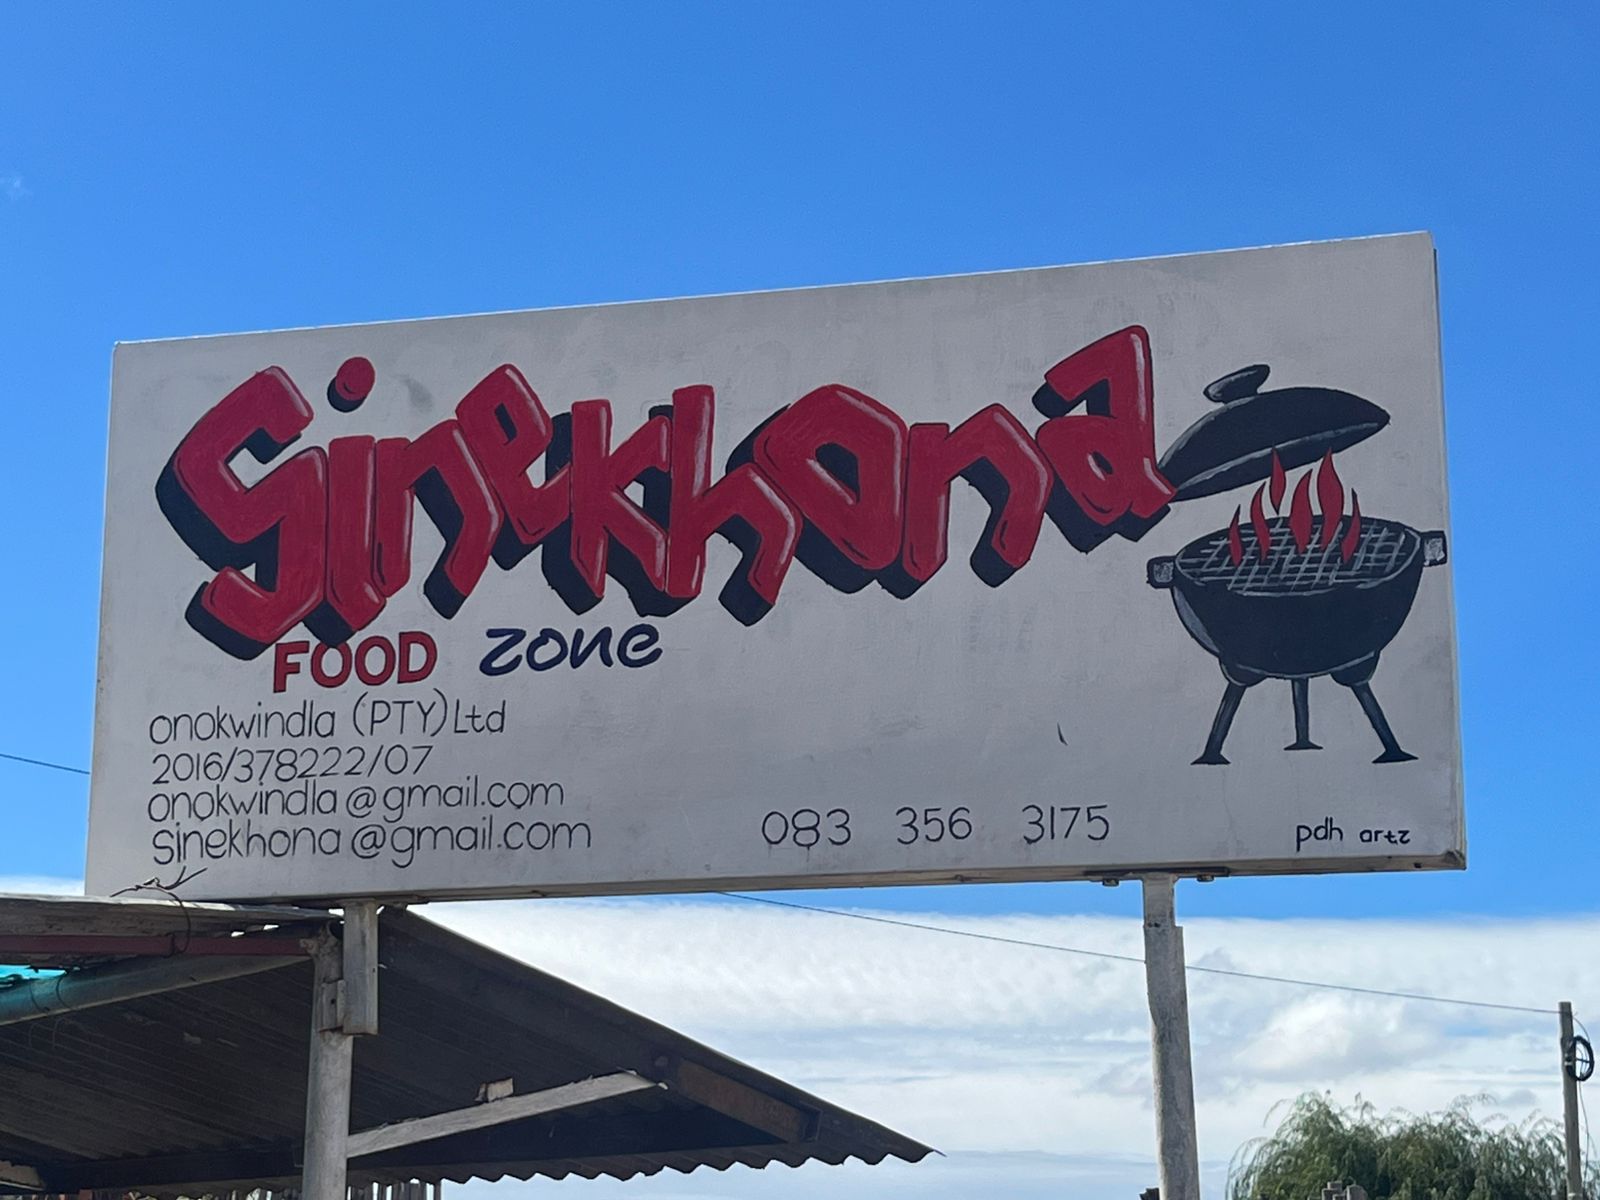 Sinekhona
FOOD zone
onokwindla (PTY) Ltd
2016/378222/07
onokwindla@gmail.com
sinekhona@gmail.com
083 356 3175
pdh artz